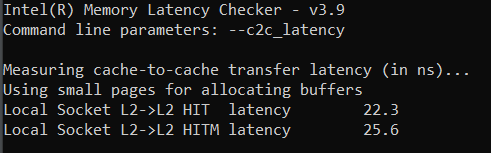 Intel(R) Memory Latency Checker - v3.9
Command line parameters: --c2c_latency
Measuring cache-to-cache transfer latency (in ns)...
Using small pages for allocating buffers
Local Socket L2->L2 HIT  latency        22.3
Local Socket L2->L2 HITM latency        25.6